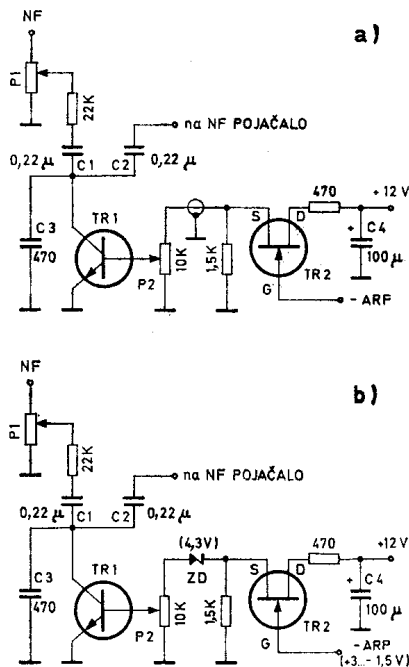 a)
NF
P1
22K
na NF POJAČALO
0,22 µ
C1
C2
0,22 µ
C3
470
TR1
P2
10K
1,5K
S
D
G
TR2
470
+12 V
+
C4
100 µ
- ARP
b)
NF
P1
22K
na NF POJAČALO
0,22 µ
C1
C2
0,22 µ
C3
470
TR1
P2
10K
(4,3V)
ZD
1,5K
S
D
G
TR2
470
+12V
+
C4
100 µ
- ARP
(+3...- 1,5 V)